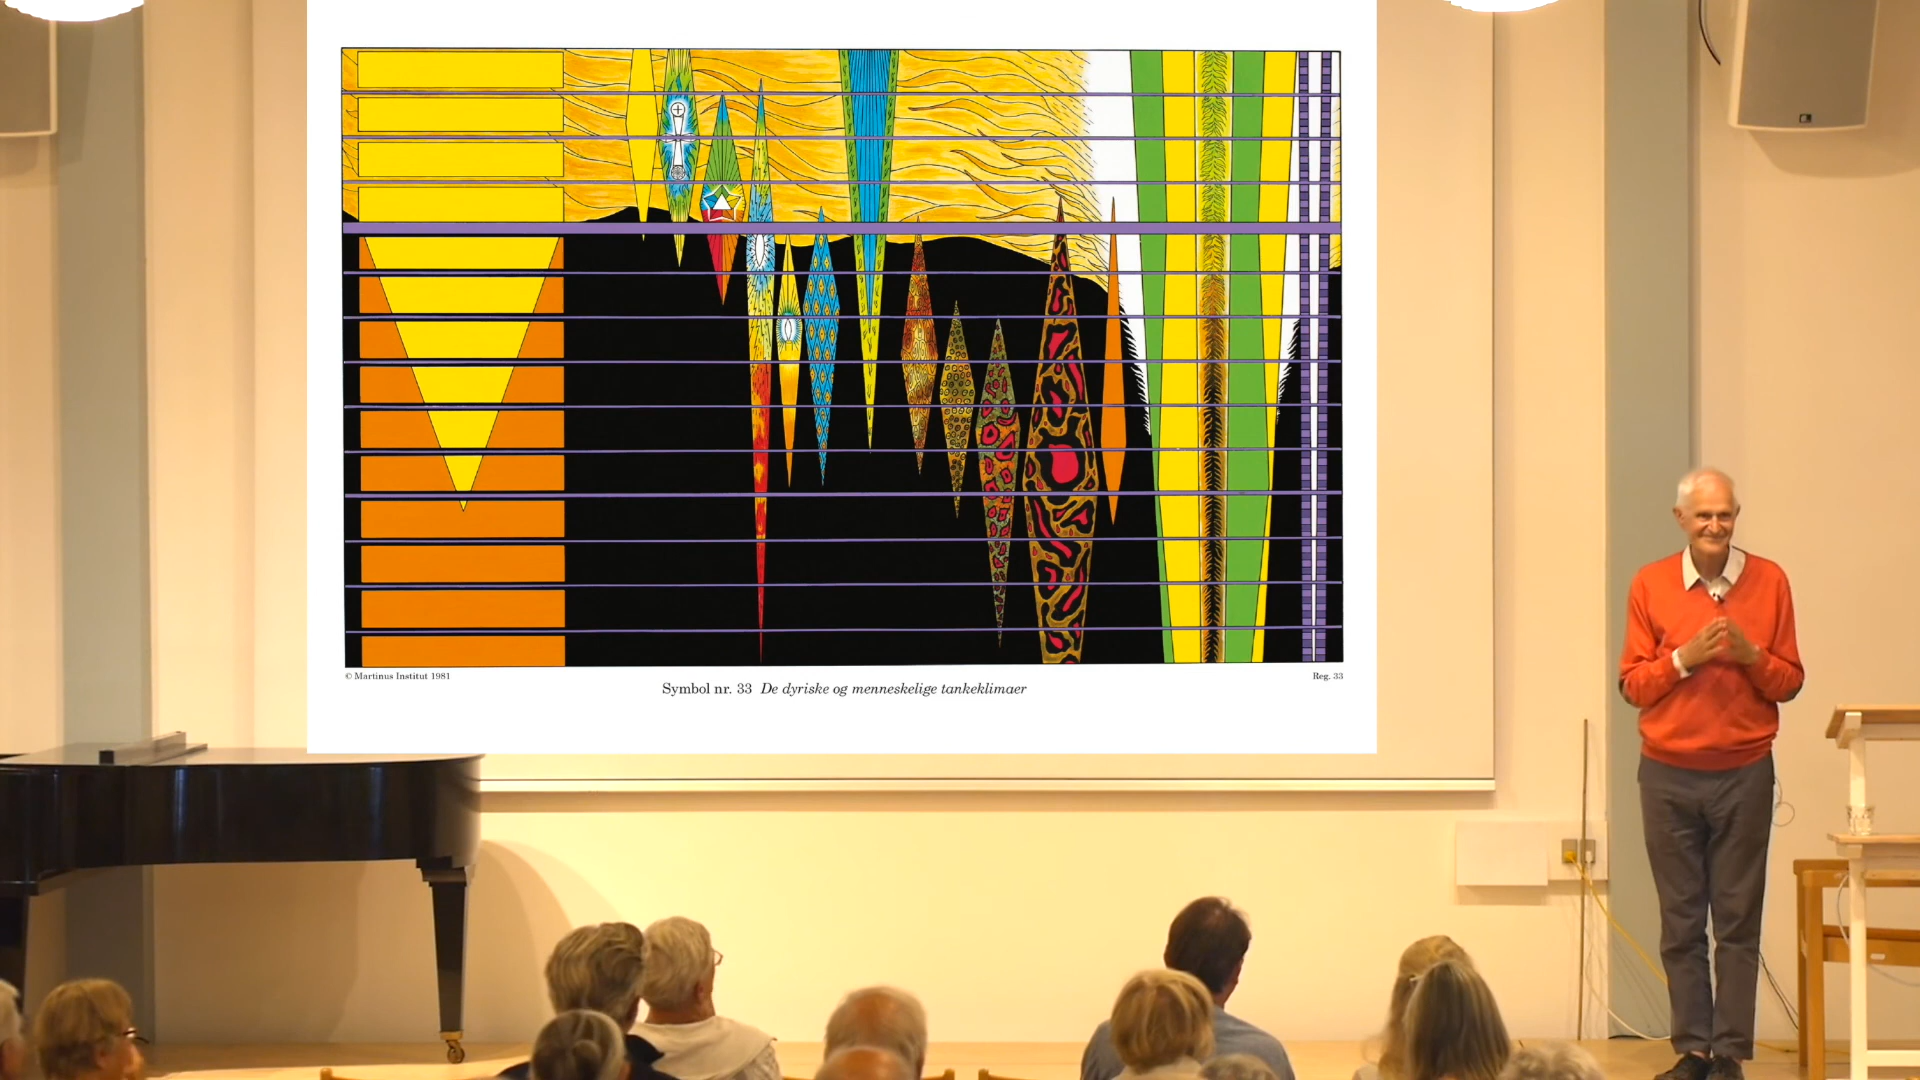 © Martinus Institut 1981
Reg. 33
Symbol nr. 33 De dyriske og menneskelige tankeklimaer